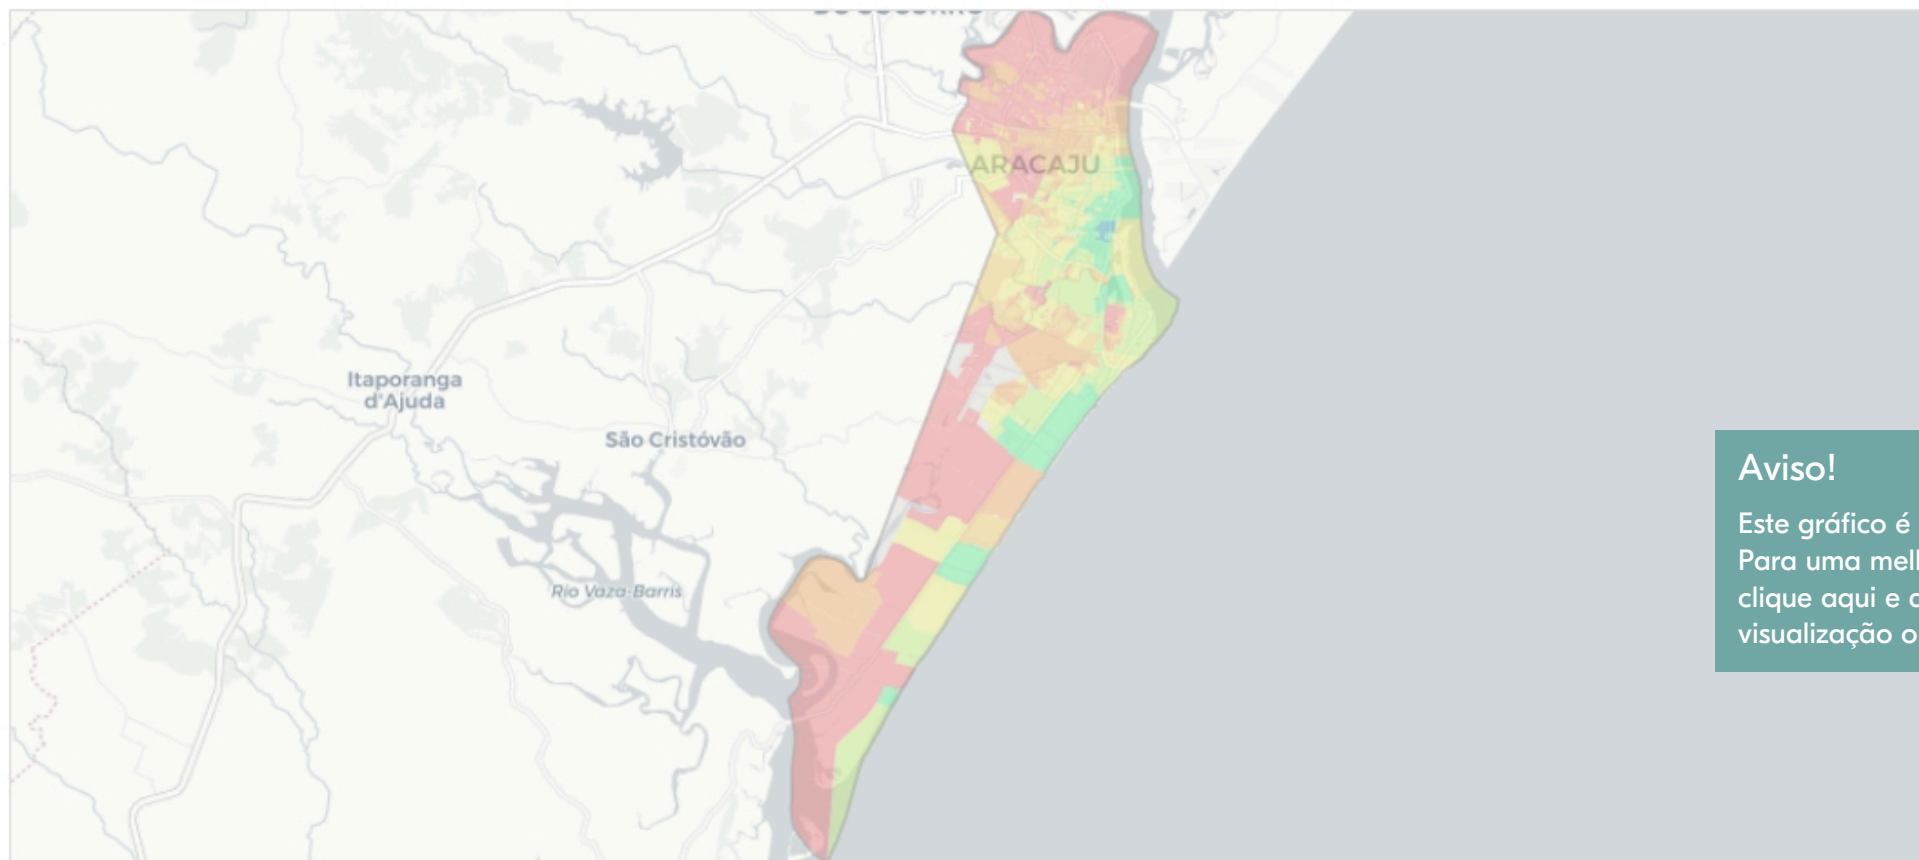 ARACAJU
Itaporanga
d'Ajuda
São Cristóvão
Rio Vaza-Barris
Aviso!
Este gráfico é
Para uma
clique aqui e
visualização